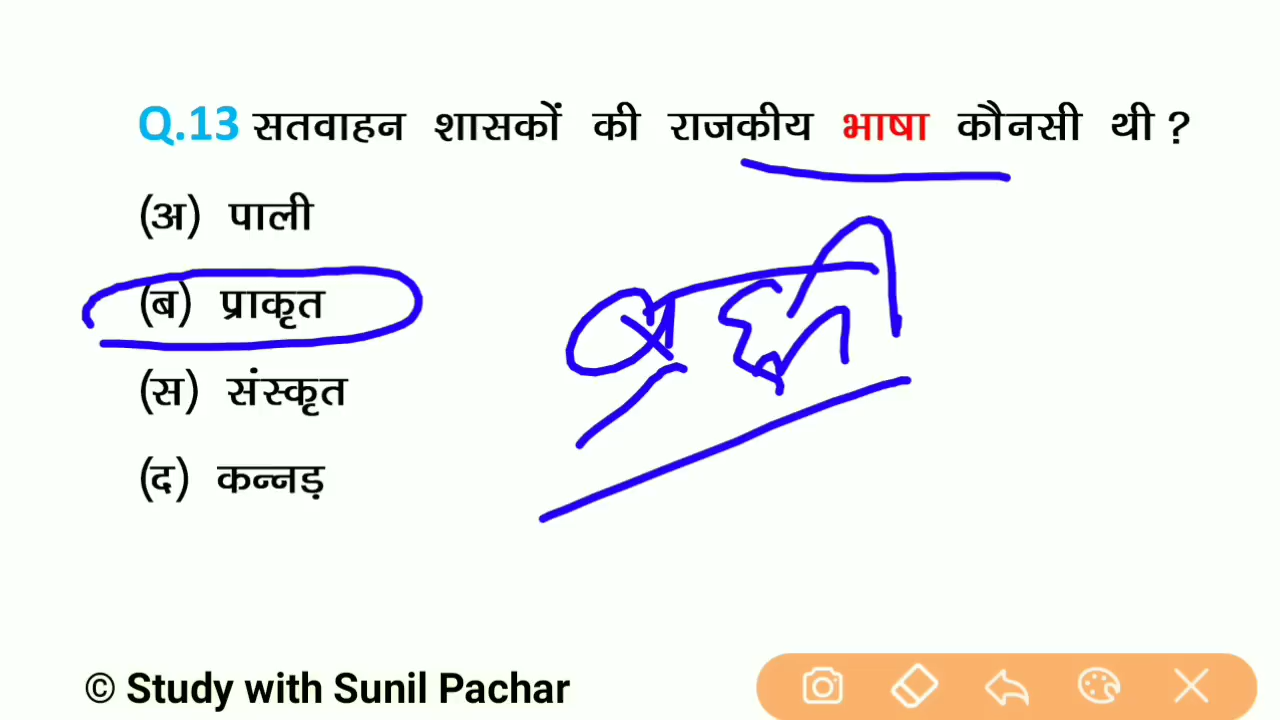 Q.13 सतवाहन शासकों की राजकीय भाषा कौनसी थी ?
(अ) पाली
(ब) प्राकृत
(स) संस्कृत
(द) कन्नड़
© Study with Sunil Pachar